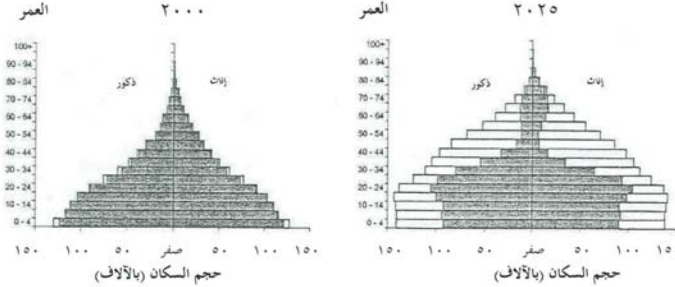 العمر
٢٠٠٠
100+
90 - 94
80 - 84
70 - 74
60 - 64
50 - 54
40 - 44
30 - 34
20 - 24
10 - 14
0 - 4
ذكور
إناث
١٥٠ ١٠٠ ٥٠ صفر ٥٠ ١٠٠ ١٥٠
حجم السكان (بالآلاف)
العمر
٢٠٢٥
100+
90 - 94
80 - 84
70 - 74
60 - 64
50 - 54
40 - 44
30 - 34
20 - 24
10 - 14
0 - 4
ذكور
إناث
١٥٠ ١٠٠ ٥٠ صفر ٥٠ ١٠٠ ١٥
حجم السكان (بالآلاف)